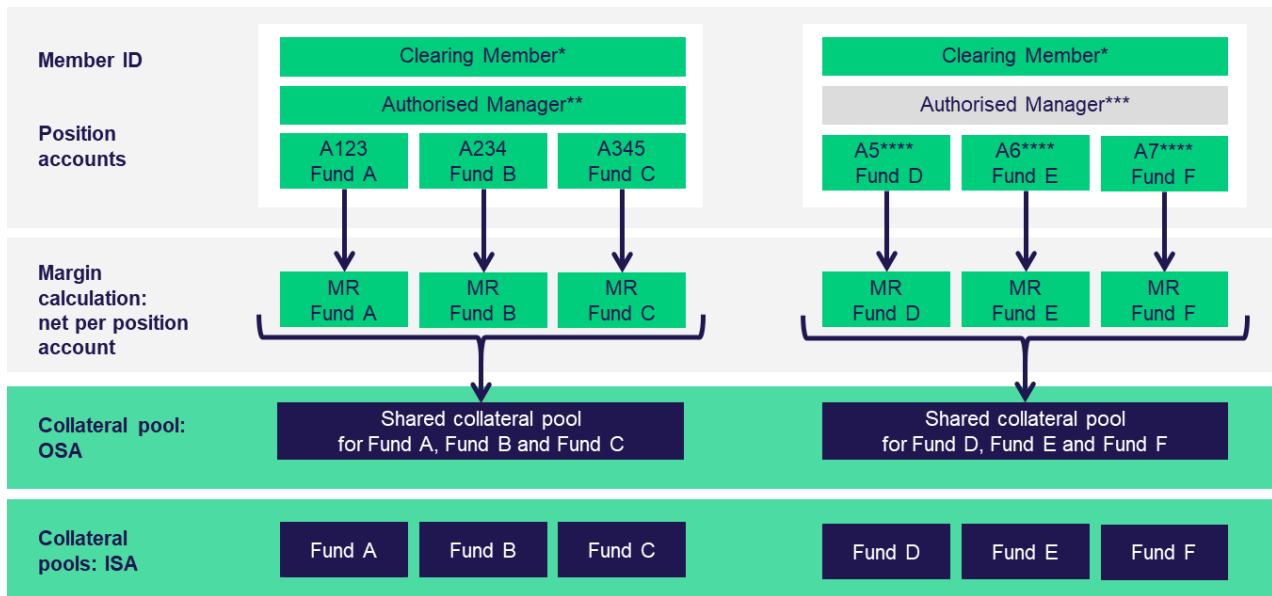 Member ID
Clearing Member*
Clearing Member*
Authorised Manager**
Authorised Manager***
Position
accounts
A123
Fund A
A234
Fund B
A345
Fund C
A5****
Fund D
A6****
Fund E
A7****
Fund F
Margin
calculation:
net per position
account
MR
Fund A
MR
Fund B
MR
Fund C
MR
Fund D
MR
Fund E
MR
Fund F
Collateral pool:
OSA
Shared collateral pool
for Fund A, Fund B and Fund C
Shared collateral pool
for Fund D, Fund E and Fund F
Collateral
pools: ISA
Fund A
Fund B
Fund C
Fund D
Fund E
Fund F